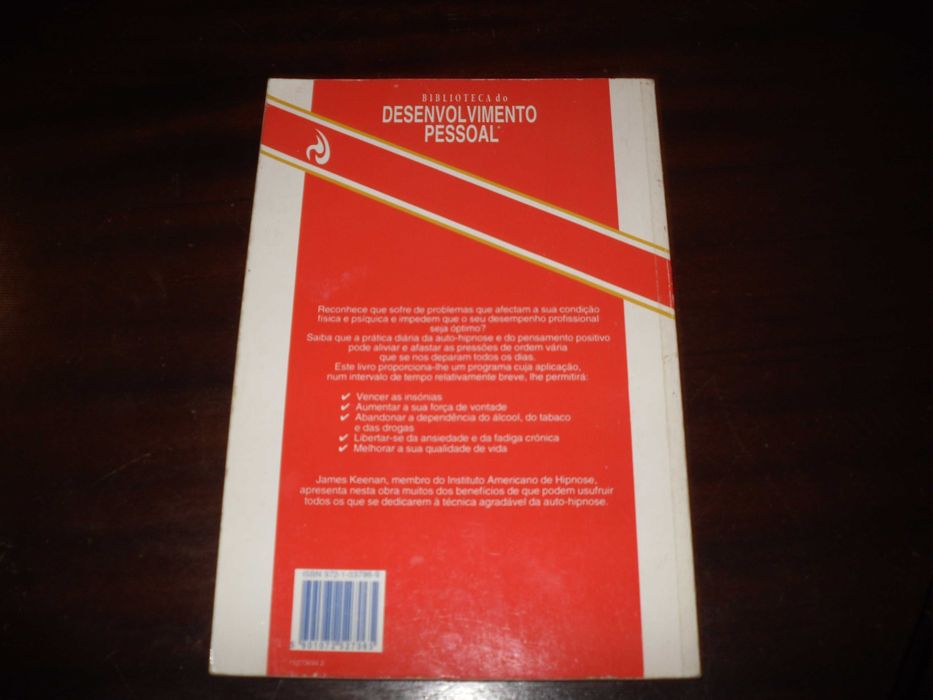 BIBLIOTECA do
DESENVOLVIMENTO
PESSOAL
Reconhece que sofre de problemas que afectam a sua condição
física e psíquica e impedem que o seu desempenho profissional
seja óptimo?
Saiba que a prática diária da auto-hipnose e do pensamento positivo
pode aliviar e afastar as pressões de ordem vária
que se nos deparam todos os dias.
Este livro proporciona-lhe um programa cuja aplicação,
num intervalo de tempo relativamente breve, lhe permitirá:
✔ Vencer as insónias
✔ Aumentar a sua força de vontade
✔ Abandonar a dependência do álcool, do tabaco
e das drogas
✔ Libertar-se da ansiedade e da fadiga crónica
✔ Melhorar a sua qualidade de vida
James Keenan, membro do Instituto Americano de Hipnose,
apresenta nesta obra muitos dos benefícios de que podem usufruir
todos os que se dedicarem à técnica agradável da auto-hipnose.
ISBN 972-1-03796-9